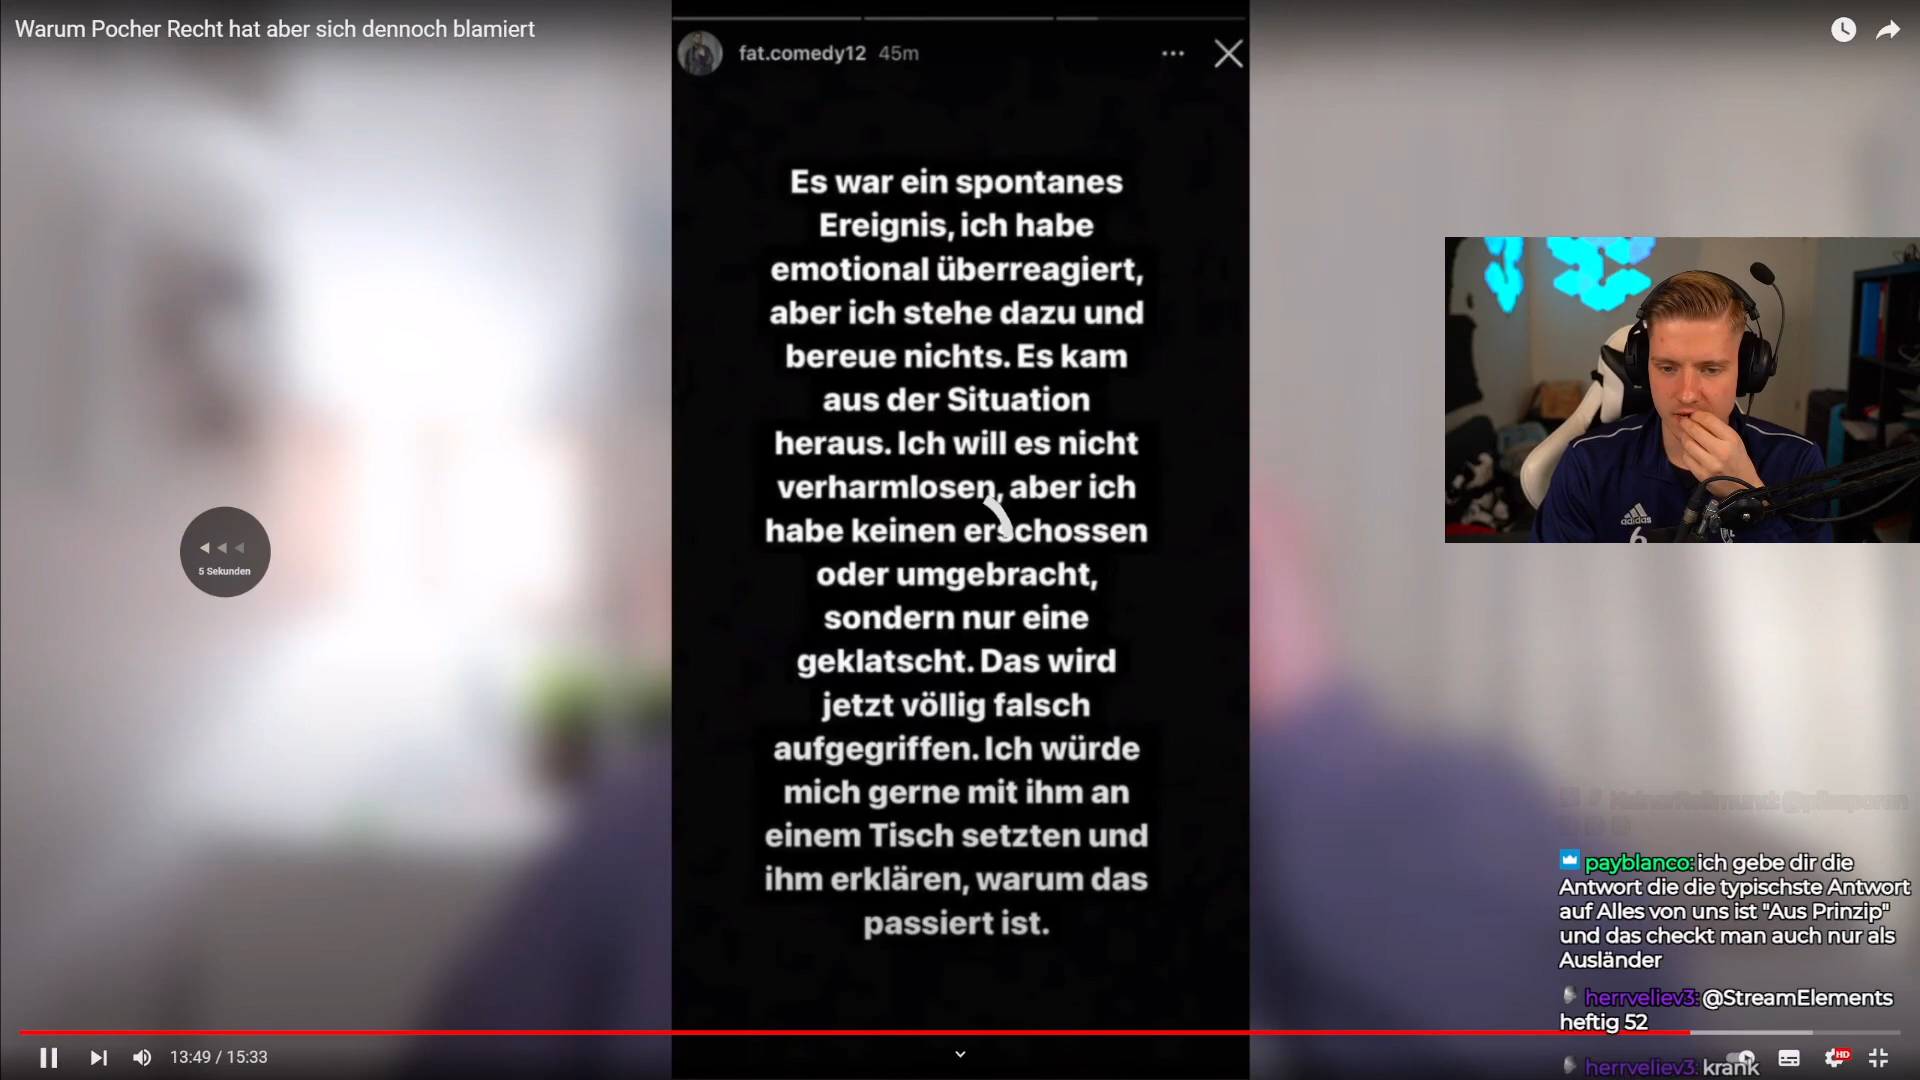 Warum Pocher Recht hat aber sich dennoch blamiert
fat.comedy12 45m
Es war ein spontanes
Ereignis, ich habe
emotional überreagiert,
aber ich stehe dazu und
bereue nichts. Es kam
aus der Situation
heraus. Ich will es nicht
verharmlosen, aber ich
habe keinen erschossen
oder umgebracht,
sondern nur eine
geklatscht. Das wird
jetzt völlig falsch
aufgegriffen. Ich würde
mich gerne mit ihm an
einem Tisch setzten und
ihm erklären, warum das
passiert ist.
5 Sekunden
adidas
6
payblanco: ich gebe dir die
Antwort die die typischste Antwort
auf Alles von uns ist "Aus Prinzip"
und das checkt man auch nur als
Ausländer
herrveliev3: @StreamElements
heftig 52
herrveliev3: krank
13:49 / 15:33
HD